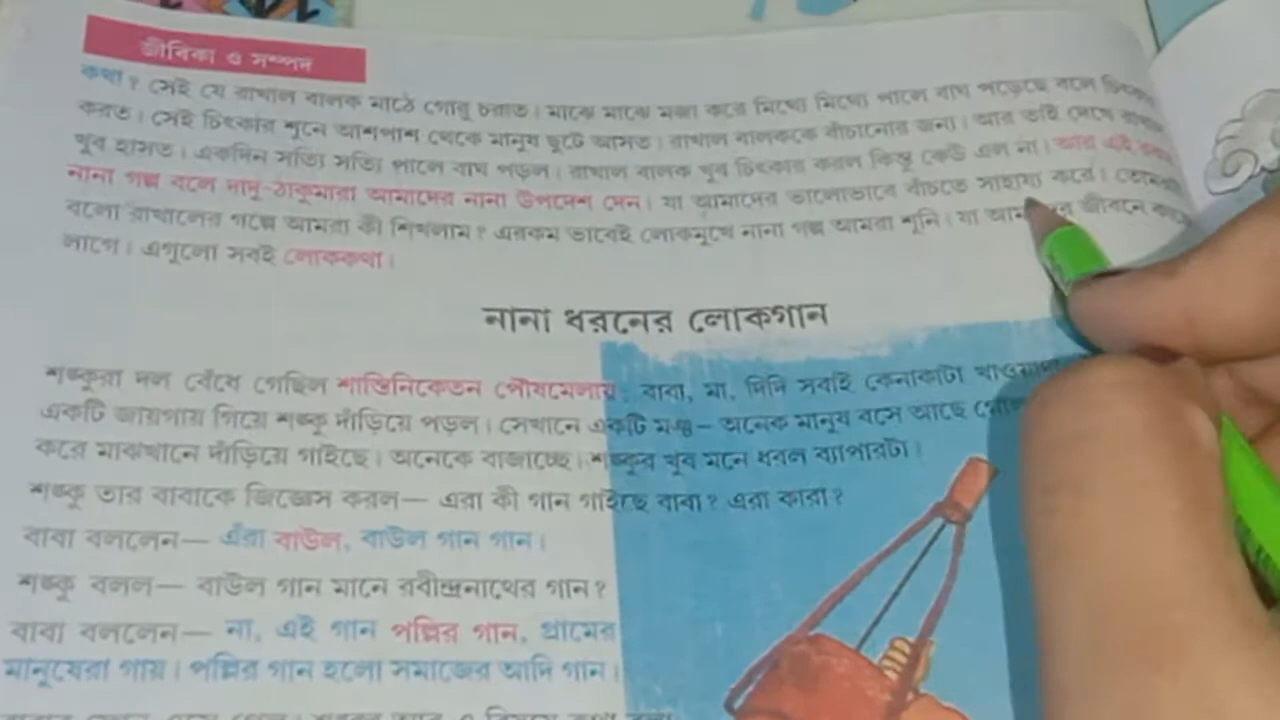 জীবিকা ও সম্পদ
কথা? সেই যে রাখাল বালক মাঠে গোরু চরাত। মাঝে মাঝে মজা করে মিথ্যে মিথ্যে পালে বাঘ পড়েছে বলে
করত। সেই চিৎকার শুনে আশপাশ থেকে মানুষ ছুটে আসত। রাখাল বালককে বাঁচানোর জন্য। আর তাই দেখে রাখাল
খুব হাসত। একদিন সত্যি সত্যি পালে বাঘ পড়ল। রাখাল বালক খুব চিৎকার করল কিন্তু কেউ এল না। আর এই
নানা গল্প বলে দাদু-ঠাকুমারা আমাদের নানা উপদেশ দেন। যা আমাদের ভালোভাবে বাঁচতে সাহায্য করে।
বলো রাখালের গল্পে আমরা কী শিখলাম? এরকম ভাবেই লোকমুখে নানা গল্প আমরা শুনি। যা জীবনে
লাগে। এগুলো সবই লোককথা।
নানা ধরনের লোকগান
শঙ্কুরা দল বেঁধে গেছিল শান্তিনিকেতন পৌষমেলায়। বাবা, মা, দিদি সবাই কেনাকাটা
একটি জায়গায় গিয়ে শঙ্কু দাঁড়িয়ে পড়ল। সেখানে একটি মঞ্চ— অনেক মানুষ বসে আছে
করে মাঝখানে দাঁড়িয়ে গাইছে। অনেকে বাজাচ্ছে। শঙ্কুর খুব মনে ধরল ব্যাপারটা।
শঙ্কু তার বাবাকে জিজ্ঞেস করল— এরা কী গান গাইছে বাবা? এরা কারা?
বাবা বললেন— এঁরা বাউল, বাউল গান গান।
শঙ্কু বলল— বাউল গান মানে রবীন্দ্রনাথের গান?
বাবা বললেন— না, এই গান পল্লির গান, গ্রামের
মানুষেরা গায়। পল্লির গান হলো সমাজের আদি গান।